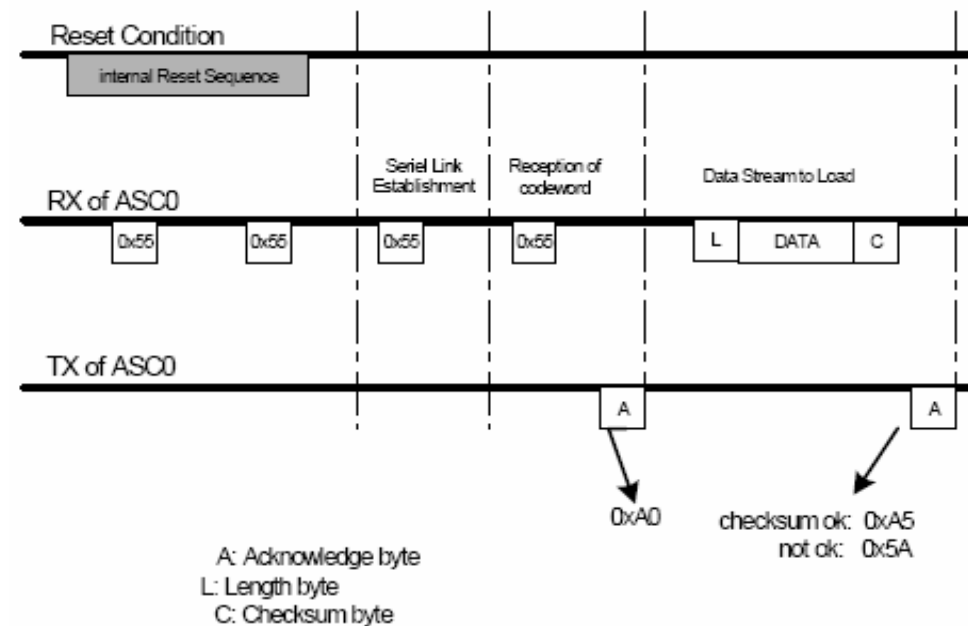 Reset Condition
internal Reset Sequence
Seriel Link
Establishment
Reception of
codeword
Data Stream to Load
RX of ASC0
0x55
0x55
0x55
0x55
L
DATA
C
TX of ASC0
A
A
0xA0
checksum ok: 0xA5
not ok: 0x5A
A: Acknowledge byte
L: Length byte
C: Checksum byte